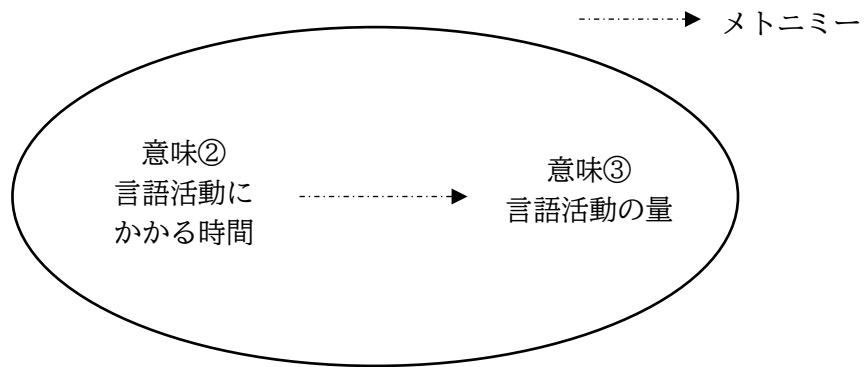 メトニミー
意味②
言語活動に
かかる時間
意味③
言語活動の量